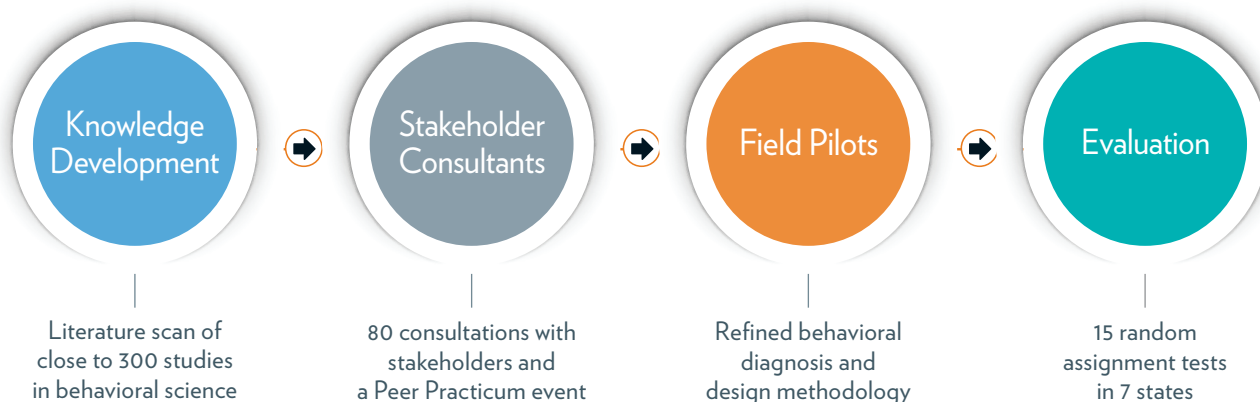 Knowledge
Development
Stakeholder
Consultants
Field Pilots
Evaluation
Literature scan of
close to 300 studies
in behavioral science
80 consultations with
stakeholders and
a Peer Practicum event
Refined behavioral
diagnosis and
design methodology
15 random
assignment tests
in 7 states